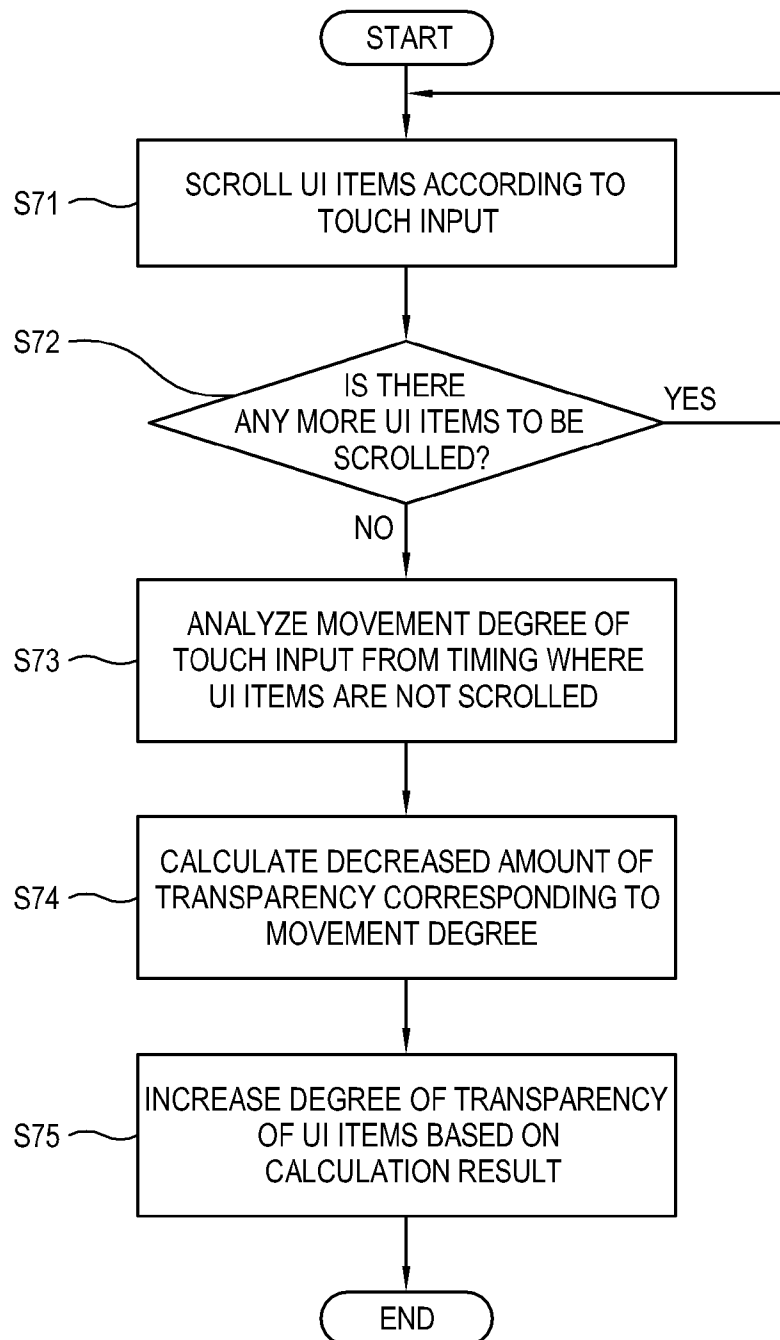 START
S71
SCROLL UI ITEMS ACCORDING TO
TOUCH INPUT
S72
IS THERE
ANY MORE UI ITEMS TO BE
SCROLLED?
YES
NO
S73
ANALYZE MOVEMENT DEGREE OF
TOUCH INPUT FROM TIMING WHERE
UI ITEMS ARE NOT SCROLLED
S74
CALCULATE DECREASED AMOUNT OF
TRANSPARENCY CORRESPONDING TO
MOVEMENT DEGREE
S75
INCREASE DEGREE OF TRANSPARENCY
OF UI ITEMS BASED ON
CALCULATION RESULT
END